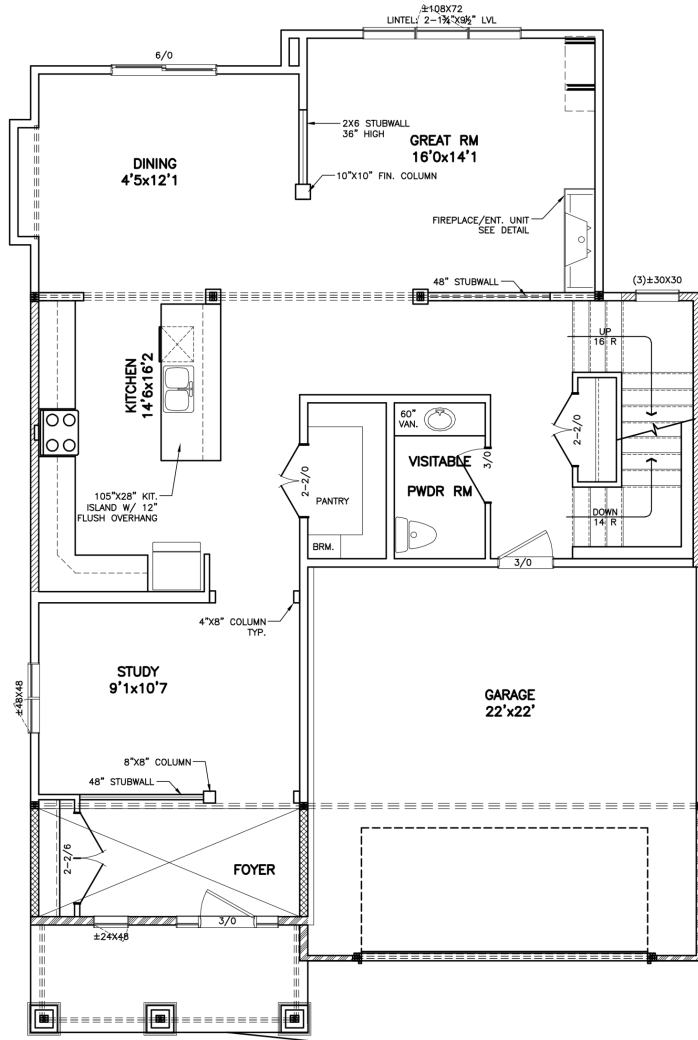 ±108X72
LINTEL: 2-1¾"X9½" LVL
6/0
2X6 STUBWALL
36" HIGH
GREAT RM
16'0x14'1
DINING
4'5x12'1
10"X10" FIN. COLUMN
FIREPLACE/ENT. UNIT
SEE DETAIL
48" STUBWALL
(3)±30X30
UP
16 R
KITCHEN
14'6x16'2
60"
VAN.
2-2/0
VISITABLE
PWDR RM
3/0
2-2/0
PANTRY
105"X28" KIT.
ISLAND W/ 12"
FLUSH OVERHANG
DOWN
14 R
BRM.
3/0
4"X8" COLUMN
TYP.
STUDY
9'1x10'7
±48X48
GARAGE
22'x22'
8"X8" COLUMN
48" STUBWALL
2-2/6
FOYER
3/0
±24X48